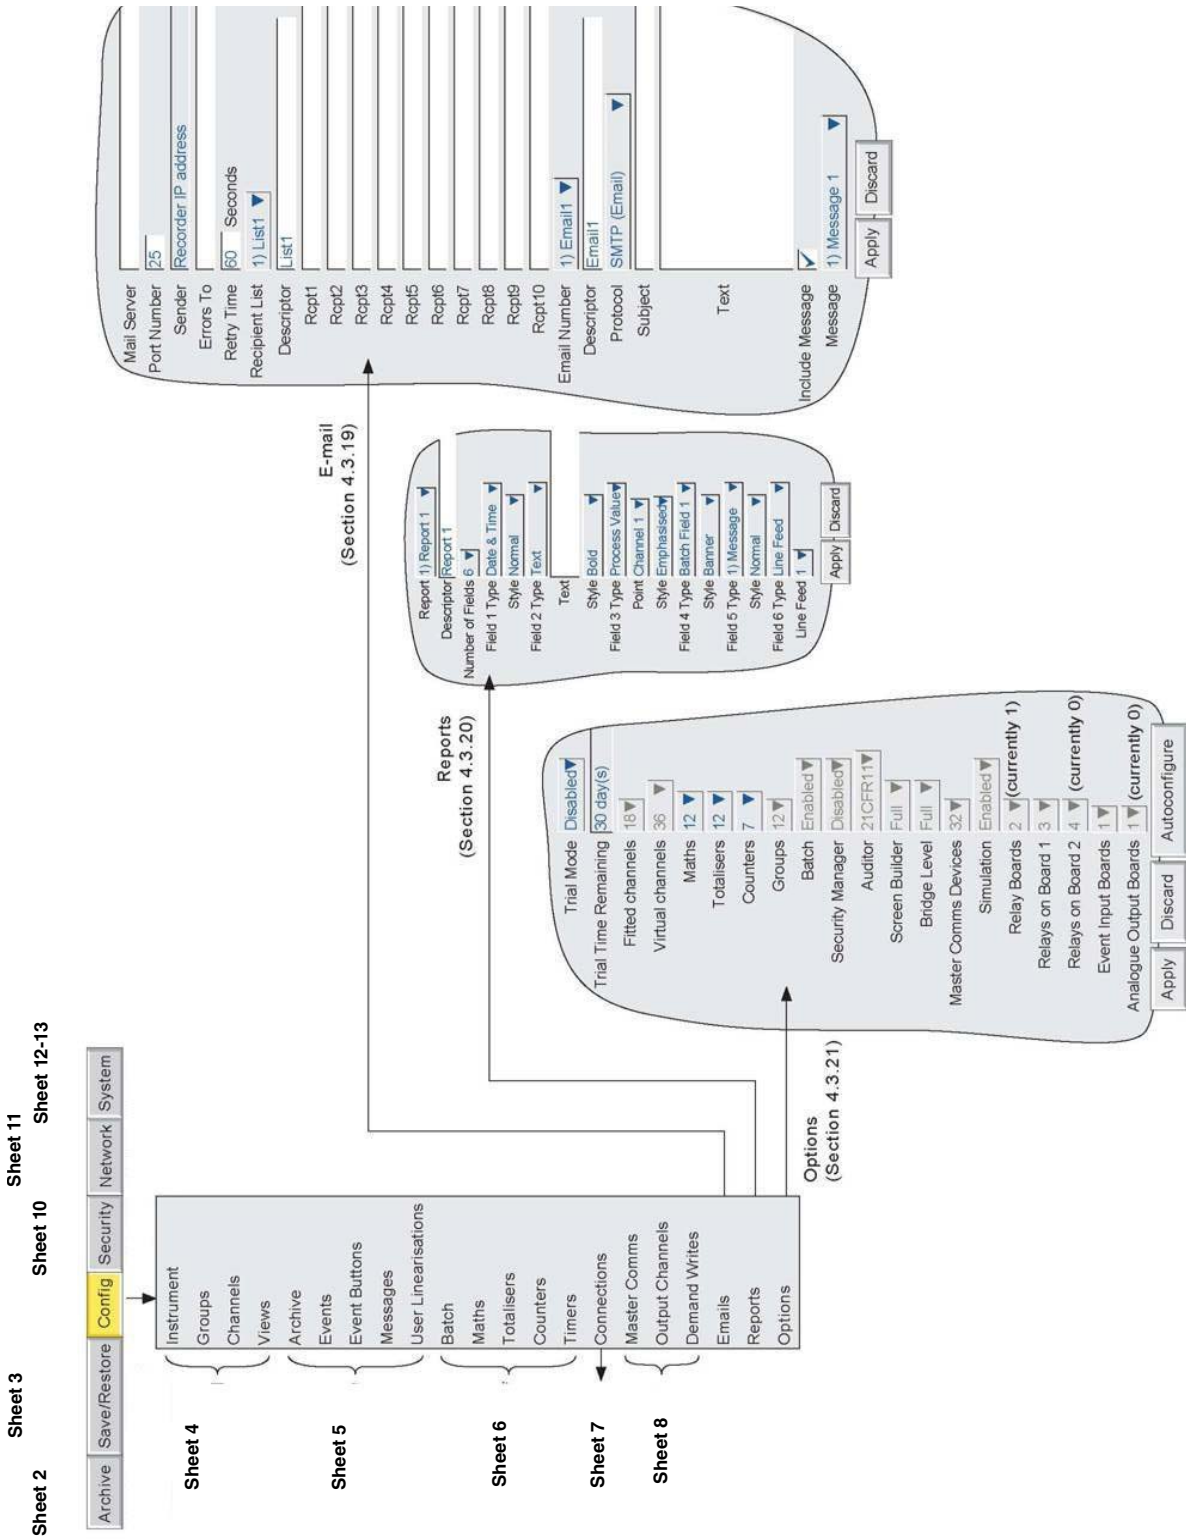 Sheet 2
Sheet 3
Sheet 10
Sheet 11
Sheet 12-13
Archive
Save/Restore
Config
Security
Network
System
Sheet 4
Instrument
Groups
Channels
Views
Sheet 5
Archive
Events
Event Buttons
Messages
User Linearisations
Sheet 6
Batch
Maths
Totalisers
Counters
Timers
Sheet 7
Connections
Sheet 8
Master Comms
Output Channels
Demand Writes
Emails
Reports
Options
E-mail
(Section 4.3.19)
Mail Server
Port Number 25
Sender Recorder IP address
Errors To
Retry Time 60 Seconds
Recipient List 1) List1
Descriptor List1
Rcpt1
Rcpt2
Rcpt3
Rcpt4
Rcpt5
Rcpt6
Rcpt7
Rcpt8
Rcpt9
Rcpt10
Email Number 1) Email1
Descriptor Email1
Protocol SMTP (Email)
Subject
Text
Include Message
Message 1) Message 1
Apply Discard
Reports
(Section 4.3.20)
Report 1) Report 1
Descriptor Report 1
Number of Fields 6
Field 1 Type Date & Time
Style Normal
Field 2 Type Text
Text
Style Bold
Field 3 Type Process Value
Point Channel 1
Style Emphasised
Field 4 Type Batch Field 1
Style Banner
Field 5 Type 1) Message
Style Normal
Field 6 Type Line Feed
Line Feed 1
Apply Discard
Options
(Section 4.3.21)
Trial Mode Disabled
Trial Time Remaining 30 day(s)
Fitted channels 18
Virtual channels 36
Maths 12
Totalisers 12
Counters 7
Groups 12
Batch Enabled
Security Manager Disabled
Auditor 21CFR11
Screen Builder Full
Bridge Level Full
Master Comms Devices 32
Simulation Enabled
Relay Boards 2 (currently 1)
Relays on Board 1 3
Relays on Board 2 4 (currently 0)
Event Input Boards 1
Analogue Output Boards 1 (currently 0)
Apply Discard Autoconfigure